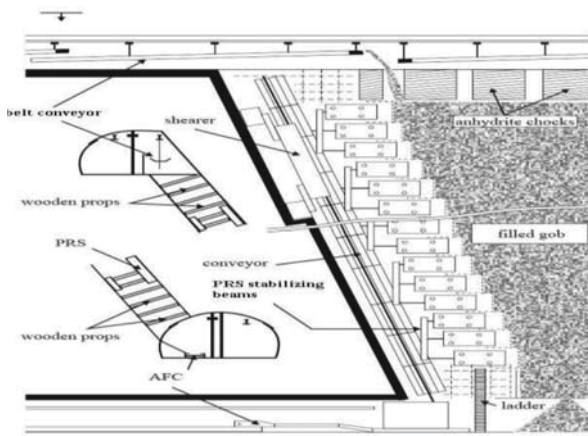 belt conveyor
shearer
anhydrite chocks
wooden props
filled gob
PRS
conveyor
PRS stabilizing
beams
wooden props
AFC
ladder